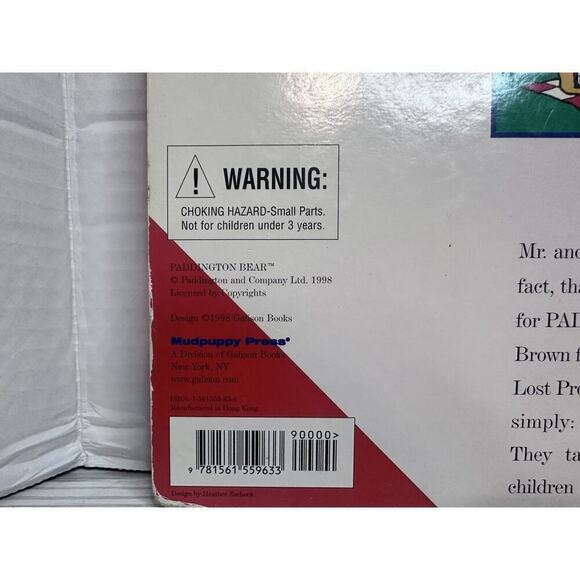 WARNING:
CHOKING HAZARD-Small Parts.
Not for children under 3 years.
PADDINGTON BEAR™
© Paddington and Company Ltd. 1998
Licensed by Copyrights
Design ©1998 Galison Books
Mudpuppy Press®
A Division of Galison Books
New York, NY
www.galison.com
Manufactured in Hong Kong
90000>
9 781561 559633
Design by Heather
Mr. and
fact, tha
for PAD
Brown f
Lost Pro
simply:
They ta
children